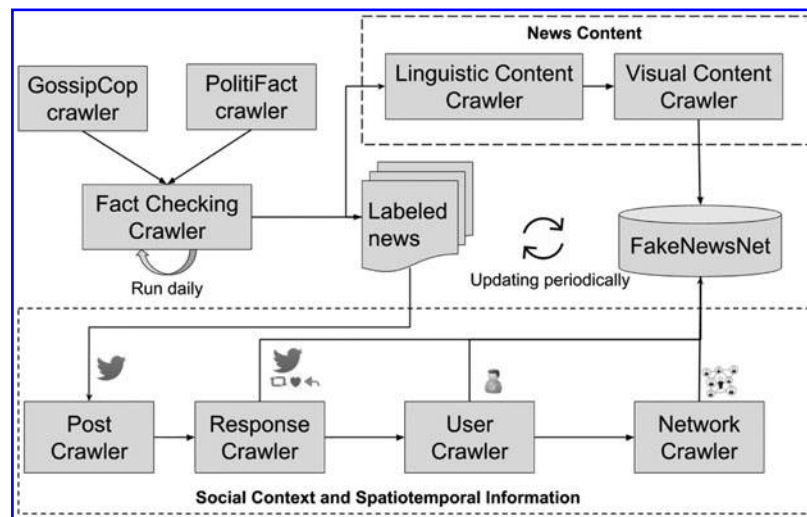 News Content
GossipCop
crawler
PolitiFact
crawler
Linguistic Content
Crawler
Visual Content
Crawler
Fact Checking
Crawler
Run daily
Labeled
news
Updating periodically
FakeNewsNet
Post
Crawler
Response
Crawler
User
Crawler
Network
Crawler
Social Context and Spatiotemporal Information